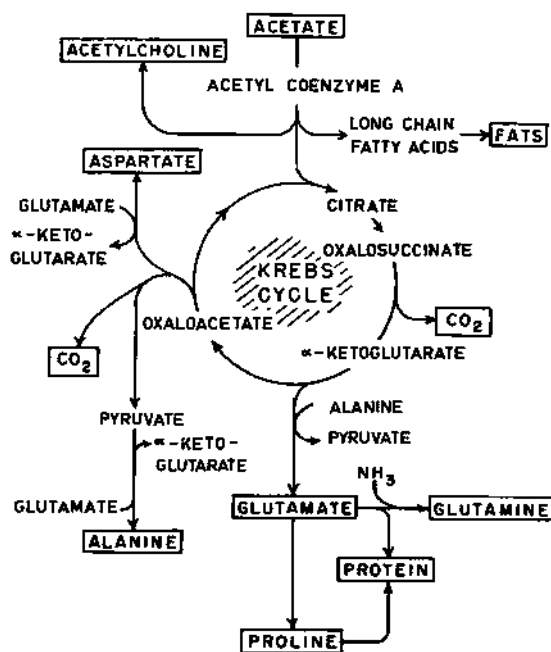 ACETATE
ACETYLCHOLINE
ACETYL COENZYME A
LONG CHAIN
FATTY ACIDS
FATS
ASPARTATE
GLUTAMATE
α-KETO-
GLUTARATE
CITRATE
OXALOSUCCINATE
KREBS
CYCLE
OXALOACETATE
CO₂
CO₂
α-KETOGLUTARATE
PYRUVATE
α-KETO-
GLUTARATE
GLUTAMATE
ALANINE
ALANINE
PYRUVATE
NH₃
GLUTAMATE
GLUTAMINE
PROTEIN
PROLINE